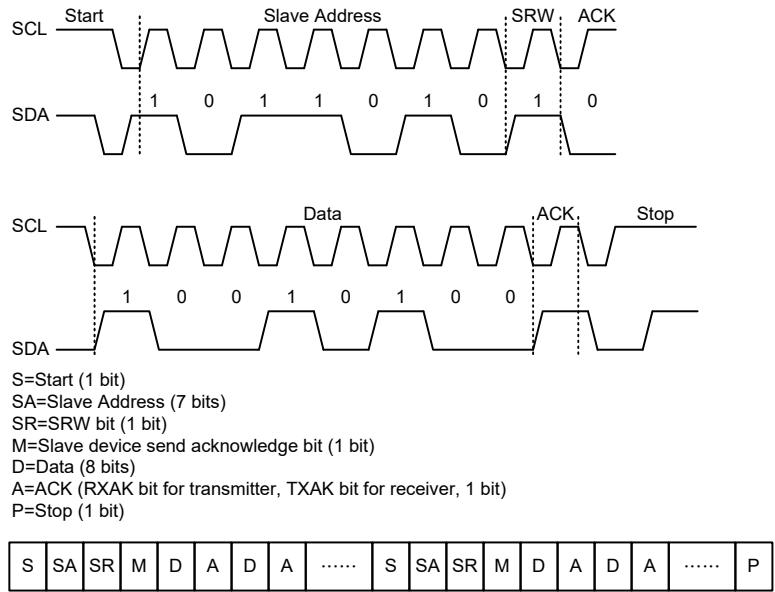 Start Slave Address SRW ACK
SCL
1 0 1 1 0 1 0 1 0
SDA
Data ACK Stop
SCL
1 0 0 1 0 1 0 0
SDA
S=Start (1 bit)
SA=Slave Address (7 bits)
SR=SRW bit (1 bit)
M=Slave device send acknowledge bit (1 bit)
D=Data (8 bits)
A=ACK (RXAK bit for transmitter, TXAK bit for receiver, 1 bit)
P=Stop (1 bit)
S SA SR M D A D A ...... S SA SR M D A D A ...... P